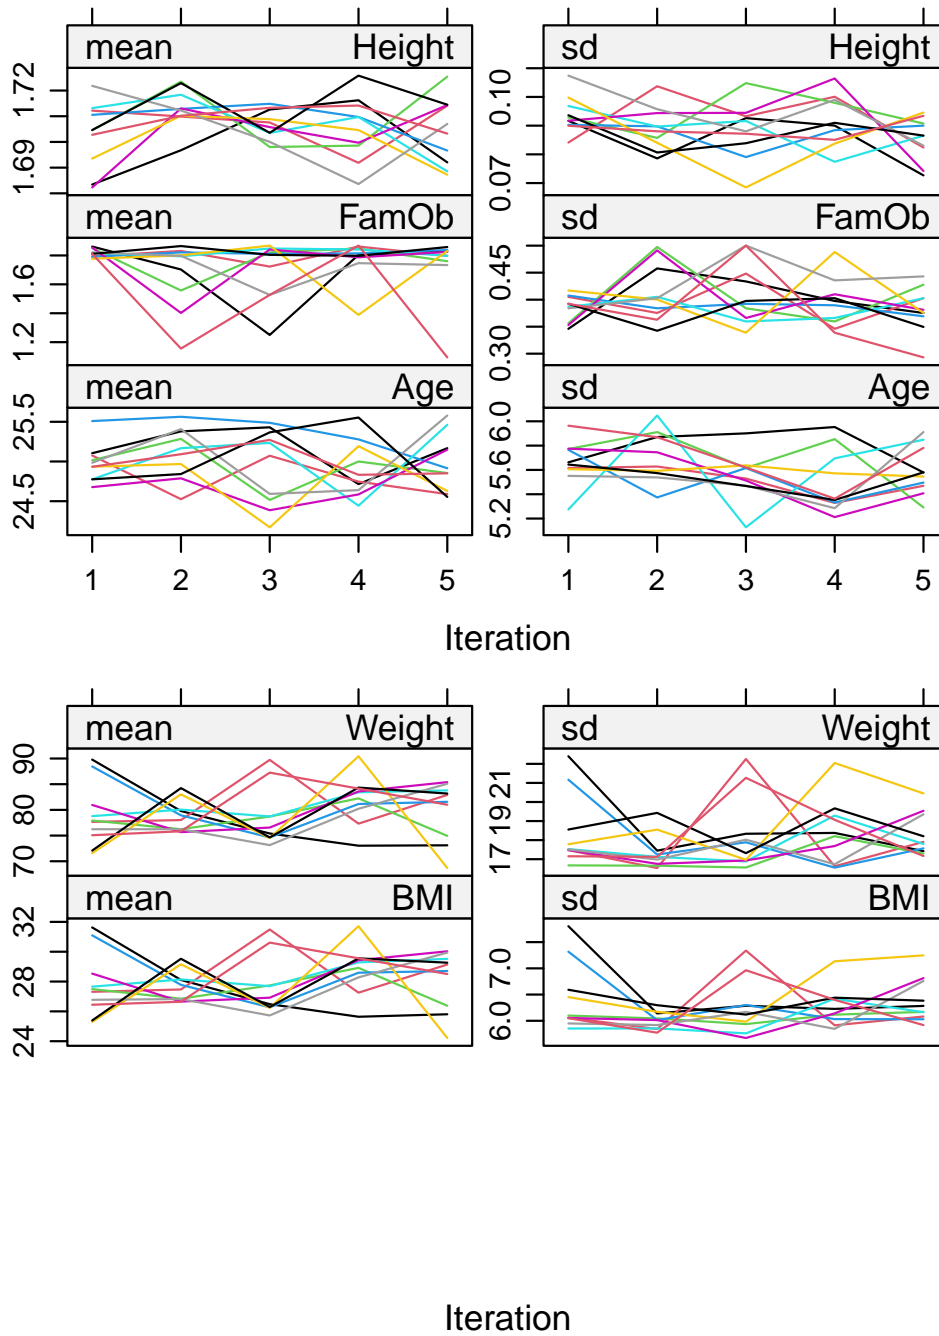 mean Height
sd Height
1.69 1.72
0.07 0.10
mean FamOb
sd FamOb
1.2 1.6
0.30 0.45
mean Age
sd Age
24.5 25.5
5.2 5.6 6.0
1 2 3 4 5
1 2 3 4 5
Iteration
mean Weight
sd Weight
70 80 90
17 19 21
mean BMI
sd BMI
24 28 32
6.0 7.0
Iteration